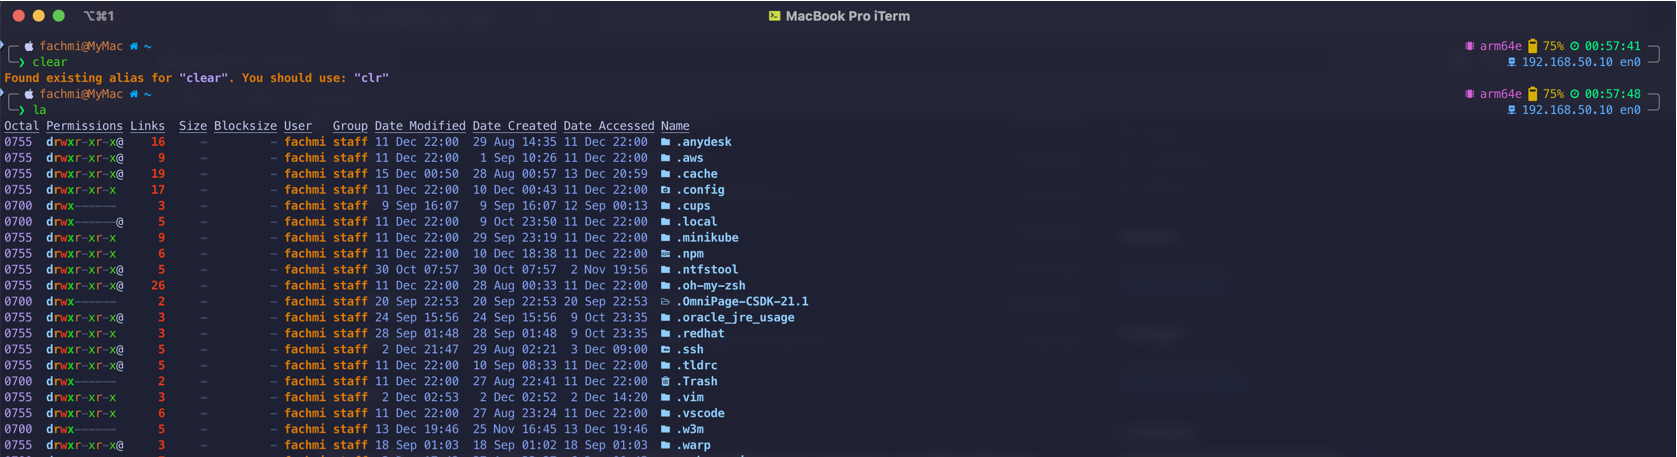 ⌥⌘1
MacBook Pro iTerm
fachmi@MyMac ~ arm64e 75% 00:57:41
❯ clear 192.168.50.10 en0
Found existing alias for "clear". You should use: "clr"
fachmi@MyMac ~ arm64e 75% 00:57:48
❯ la 192.168.50.10 en0
Octal Permissions Links Size Blocksize User Group Date Modified Date Created Date Accessed Name
0755 drwxr-xr-x@ 16 - - fachmi staff 11 Dec 22:00 29 Aug 14:35 11 Dec 22:00 .anydesk
0755 drwxr-xr-x@ 9 - - fachmi staff 11 Dec 22:00 1 Sep 10:26 11 Dec 22:00 .aws
0755 drwxr-xr-x@ 19 - - fachmi staff 15 Dec 00:50 28 Aug 00:57 13 Dec 20:59 .cache
0755 drwxr-xr-x 17 - - fachmi staff 11 Dec 22:00 10 Dec 00:43 11 Dec 22:00 .config
0700 drwx------ 3 - - fachmi staff 9 Sep 16:07 9 Sep 16:07 12 Sep 00:13 .cups
0700 drwx------@ 5 - - fachmi staff 11 Dec 22:00 9 Oct 23:50 11 Dec 22:00 .local
0755 drwxr-xr-x 9 - - fachmi staff 11 Dec 22:00 29 Sep 23:19 11 Dec 22:00 .minikube
0755 drwxr-xr-x 6 - - fachmi staff 11 Dec 22:00 10 Dec 18:38 11 Dec 22:00 .npm
0755 drwxr-xr-x@ 5 - - fachmi staff 30 Oct 07:57 30 Oct 07:57 2 Nov 19:56 .ntfstool
0755 drwxr-xr-x@ 26 - - fachmi staff 11 Dec 22:00 28 Aug 00:33 11 Dec 22:00 .oh-my-zsh
0700 drwx------ 2 - - fachmi staff 20 Sep 22:53 20 Sep 22:53 20 Sep 22:53 .OmniPage-CSDK-21.1
0755 drwxr-xr-x@ 3 - - fachmi staff 24 Sep 15:56 24 Sep 15:56 9 Oct 23:35 .oracle_jre_usage
0755 drwxr-xr-x 3 - - fachmi staff 28 Sep 01:48 28 Sep 01:48 9 Oct 23:35 .redhat
0755 drwxr-xr-x@ 5 - - fachmi staff 2 Dec 21:47 29 Aug 02:21 3 Dec 09:00 .ssh
0755 drwxr-xr-x@ 5 - - fachmi staff 11 Dec 22:00 10 Sep 08:33 11 Dec 22:00 .tldrc
0700 drwx------ 2 - - fachmi staff 11 Dec 22:00 27 Aug 22:41 11 Dec 22:00 .Trash
0755 drwxr-xr-x 3 - - fachmi staff 2 Dec 02:53 2 Dec 02:52 2 Dec 14:20 .vim
0755 drwxr-xr-x 6 - - fachmi staff 11 Dec 22:00 27 Aug 23:24 11 Dec 22:00 .vscode
0700 drwx------ 5 - - fachmi staff 13 Dec 19:46 25 Nov 16:45 13 Dec 19:46 .w3m
0755 drwxr-xr-x@ 3 - - fachmi staff 18 Sep 01:03 18 Sep 01:02 18 Sep 01:03 .warp